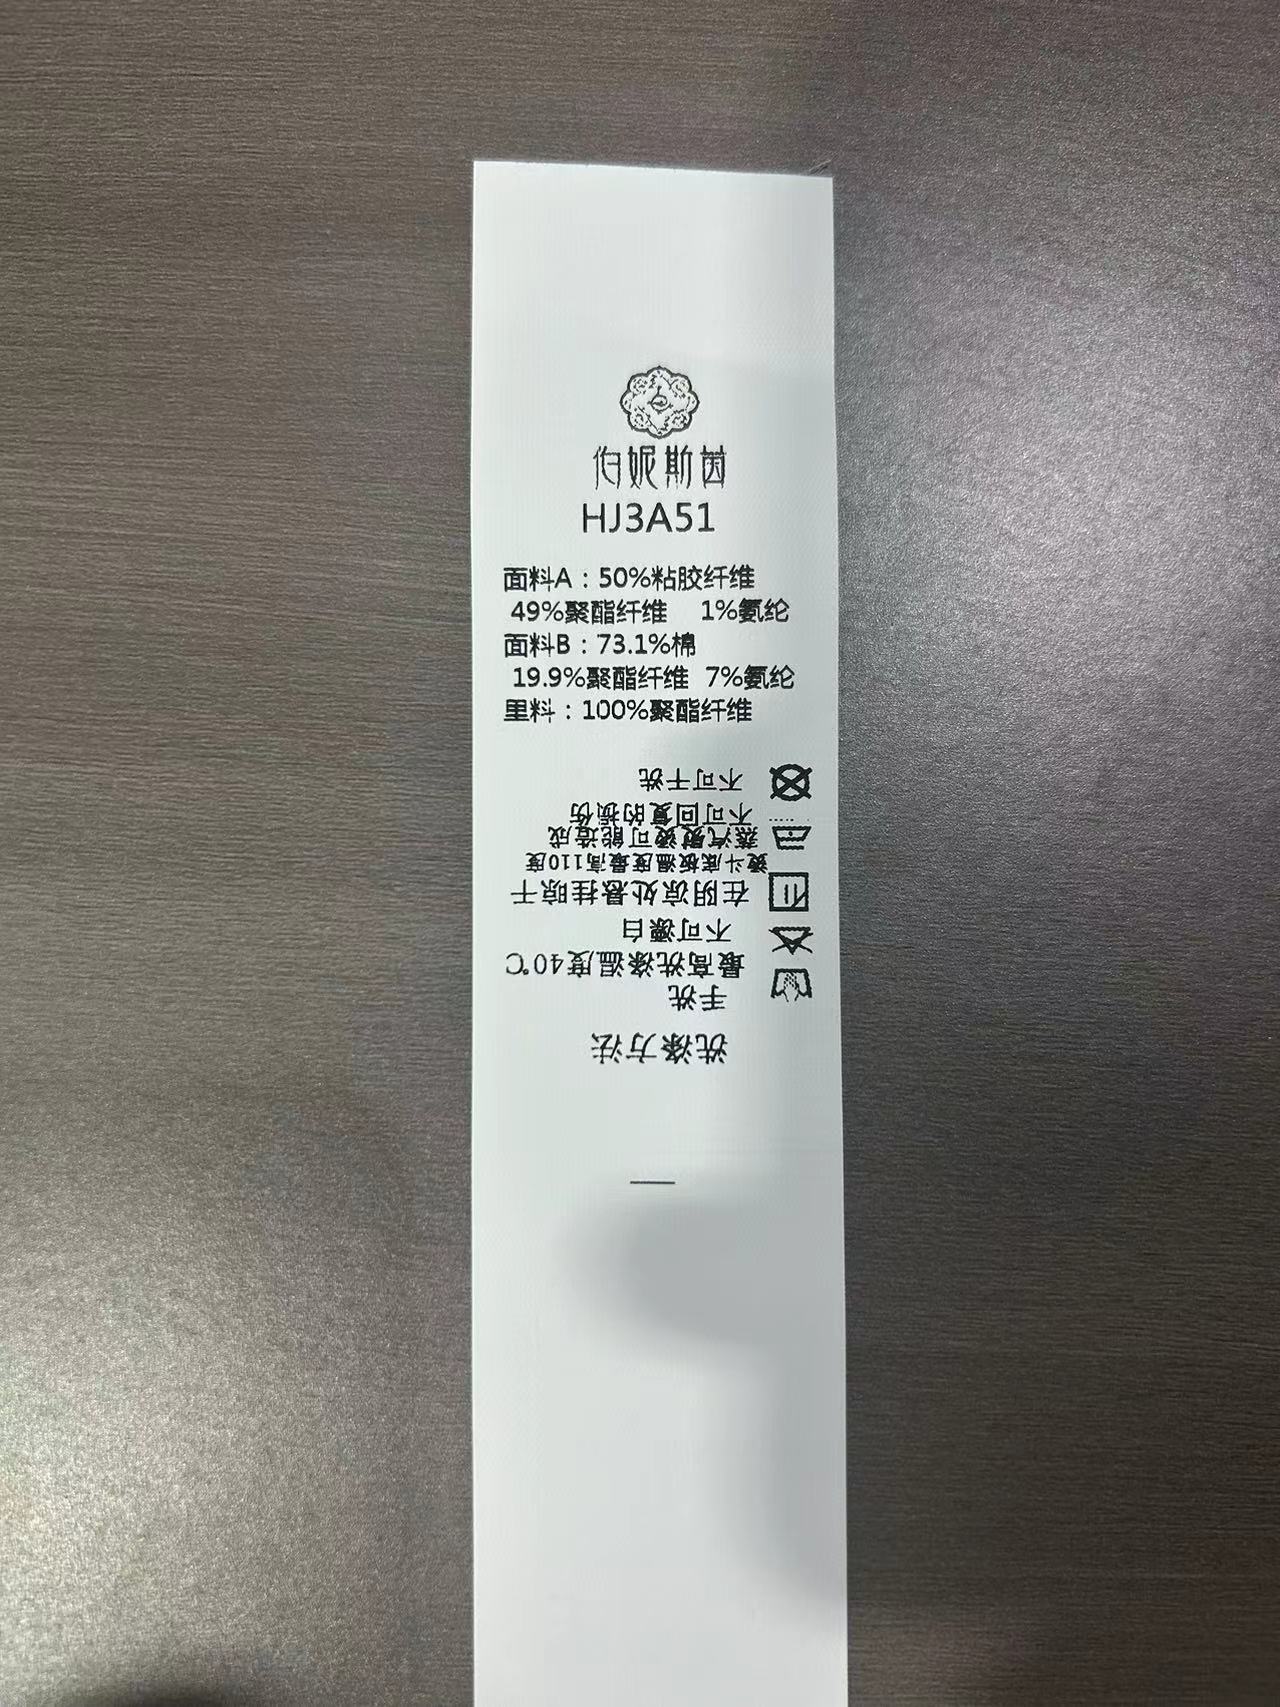 伯妮斯茵
HJ3A51
面料A：50%粘胶纤维
49%聚酯纤维 1%氨纶
面料B：73.1%棉
19.9%聚酯纤维 7%氨纶
里料：100%聚酯纤维
洗涤方法
手洗
最高洗涤温度40℃
不可漂白
在阴凉处悬挂晾干
熨斗底板温度最高110度
蒸汽熨烫可能造成
不可回复的损伤
不可干洗